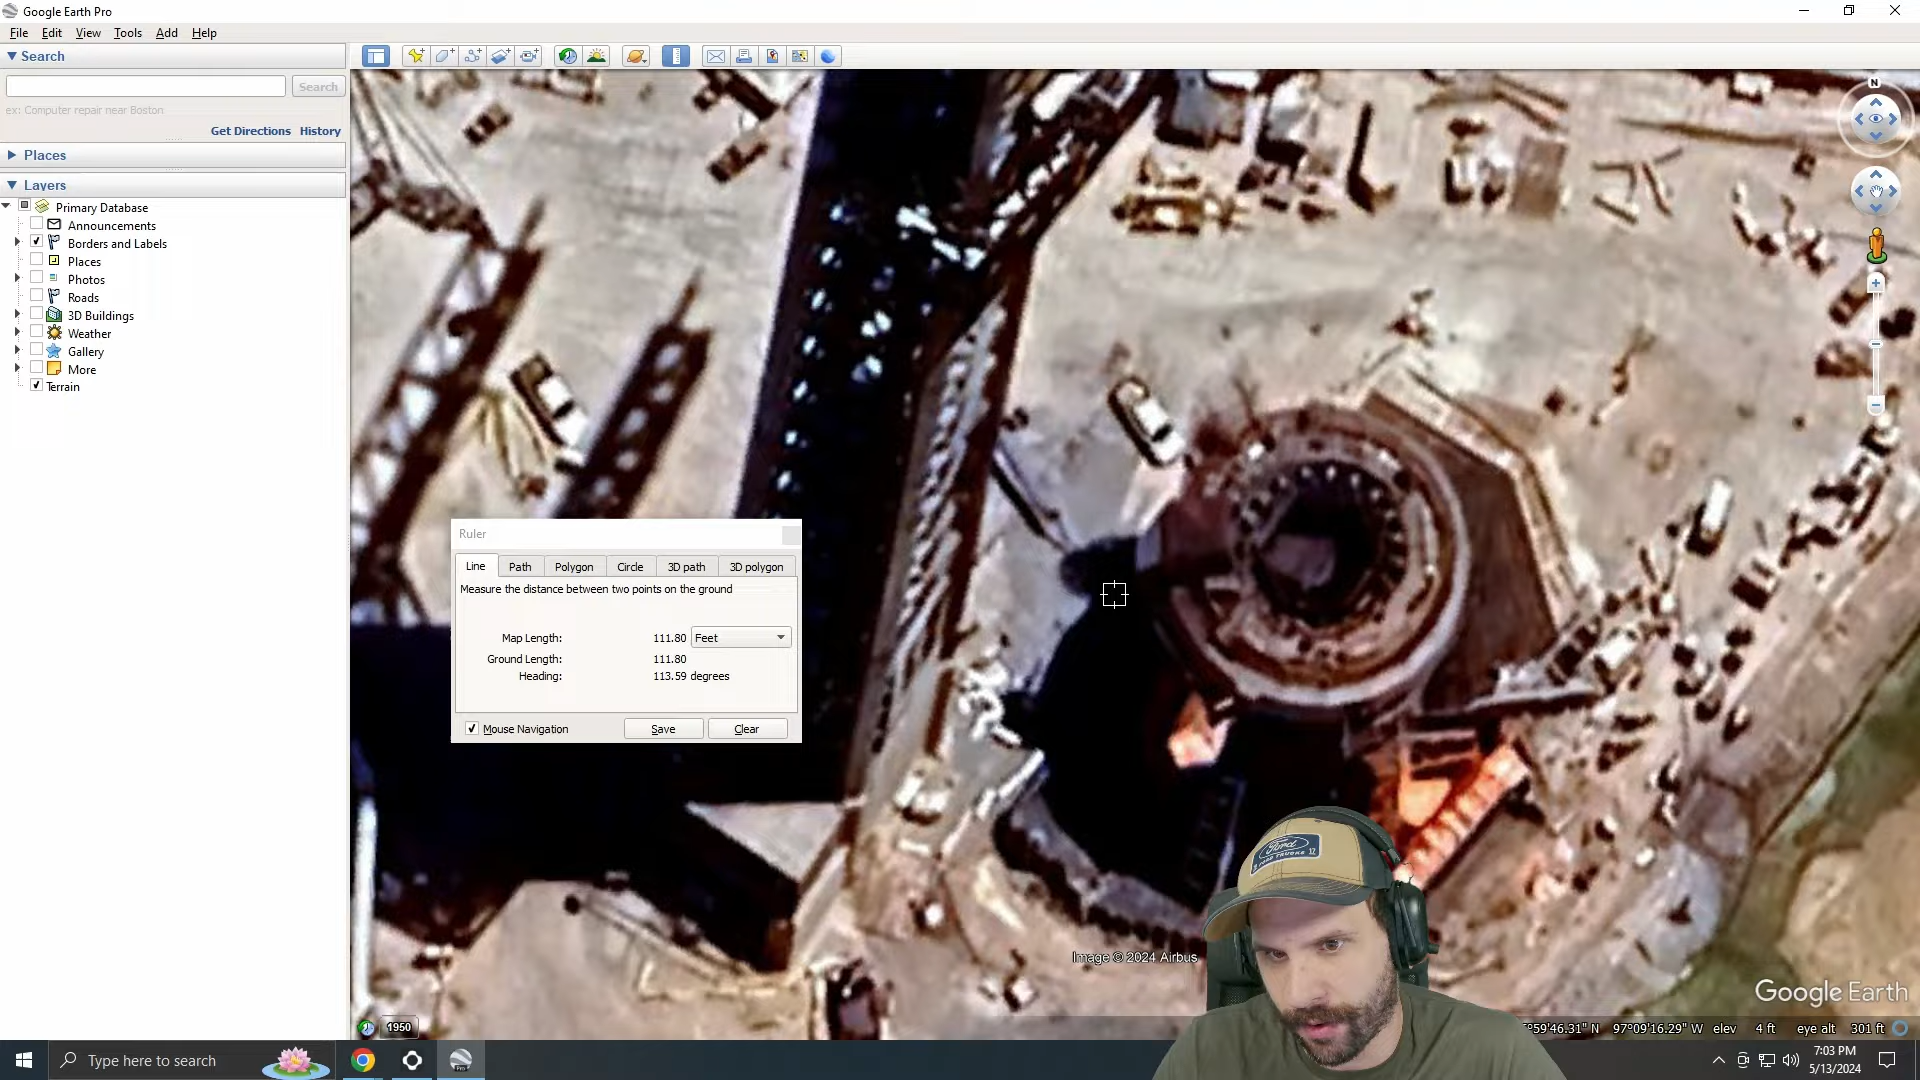 Google Earth Pro
File Edit View Tools Add Help
Search
Search
ex: Computer repair near Boston
Get Directions History
Places
Layers
Primary Database
Announcements
Borders and Labels
Places
Photos
Roads
3D Buildings
Weather
Gallery
More
Terrain
N
Ruler
Line Path Polygon Circle 3D path 3D polygon
Measure the distance between two points on the ground
Map Length: 111.80 Feet
Ground Length: 111.80
Heading: 113.59 degrees
Mouse Navigation Save Clear
Ford
Image © 2024 Airbus
Google Earth
1950
59'46.31" N 97°09'16.29" W elev 4 ft eye alt 301 ft
Type here to search
Pro
7:03 PM
5/13/2024